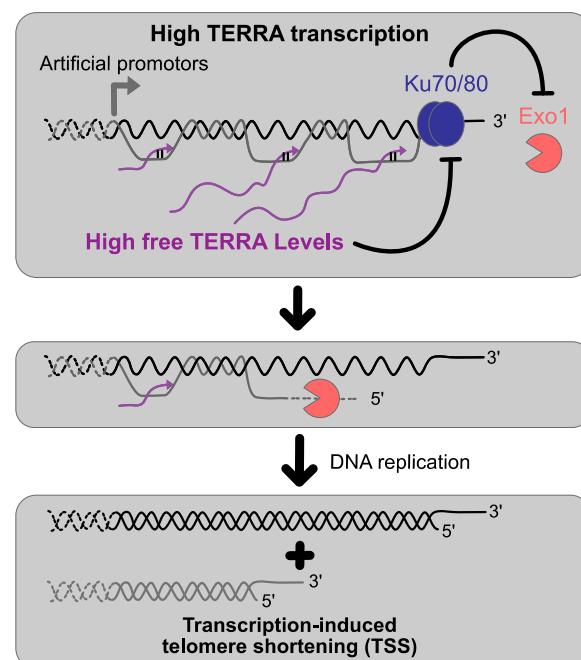 High TERRA transcription
Artificial promotors
Ku70/80
3'
Exo1
High free TERRA Levels
3'
5'
DNA replication
3'
5'
3'
5'
Transcription-induced
telomere shortening (TSS)